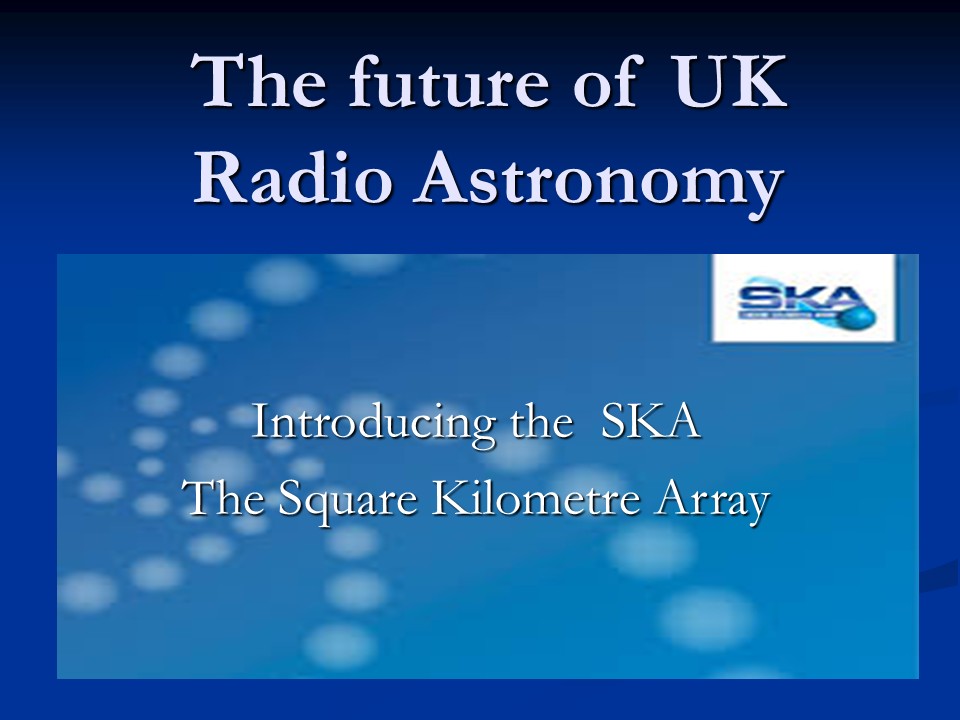 The future of UK
Radio Astronomy
SKA
Introducing the SKA
The Square Kilometre Array